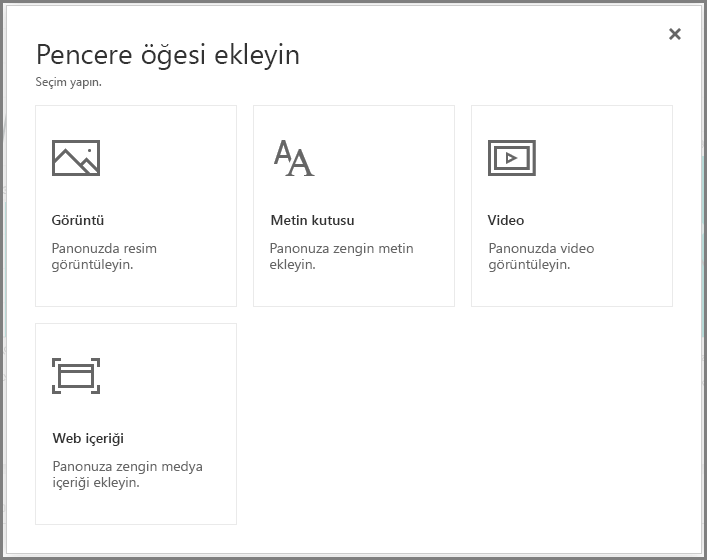 Pencere öğesi ekleyin
Seçim yapın.
Görüntü
Panonuzda resim
görüntüleyin.
Metin kutusu
Panonuza zengin metin
ekleyin.
Video
Panonuzda video
görüntüleyin.
Web içeriği
Panonuza zengin medya
içeriği ekleyin.